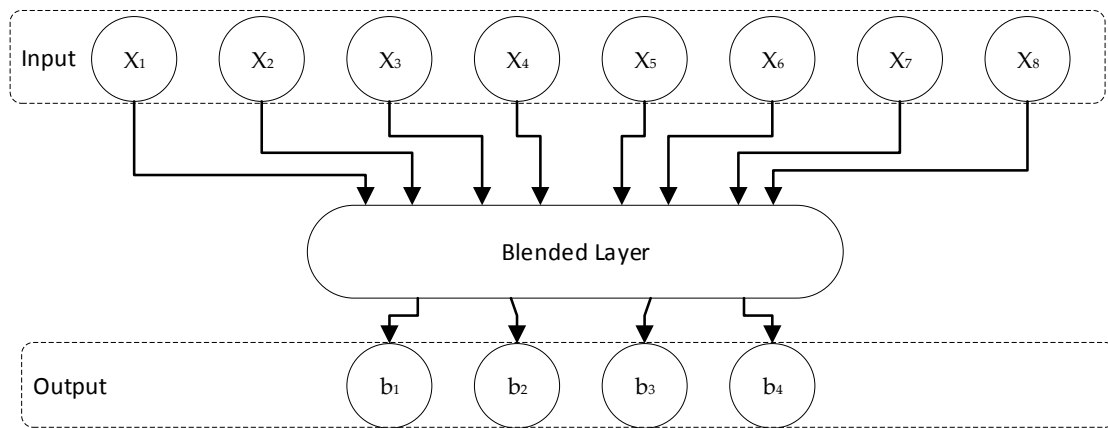 Input X1 X2 X3 X4 X5 X6 X7 X8
Blended Layer
Output b1 b2 b3 b4